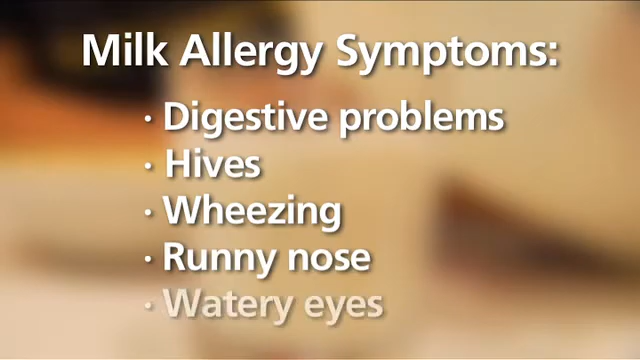 Milk Allergy Symptoms:
· Digestive problems
· Hives
· Wheezing
· Runny nose
· Watery eyes